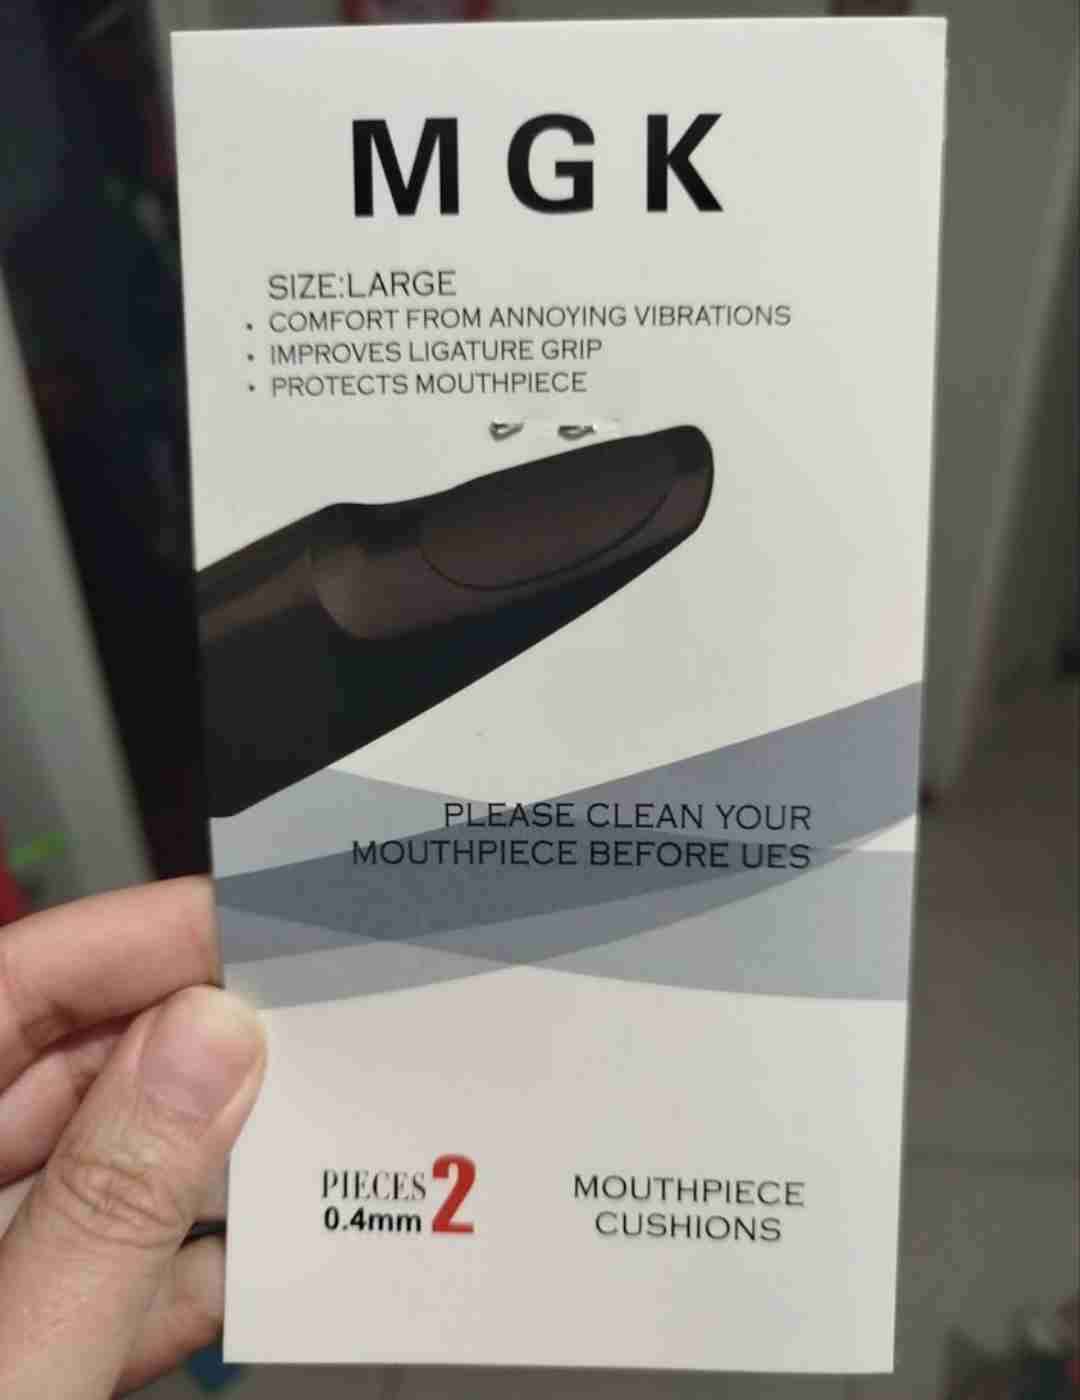 MGK
SIZE:LARGE
• COMFORT FROM ANNOYING VIBRATIONS
• IMPROVES LIGATURE GRIP
• PROTECTS MOUTHPIECE
PLEASE CLEAN YOUR
MOUTHPIECE BEFORE UES
PIECES 2
0.4mm
MOUTHPIECE
CUSHIONS